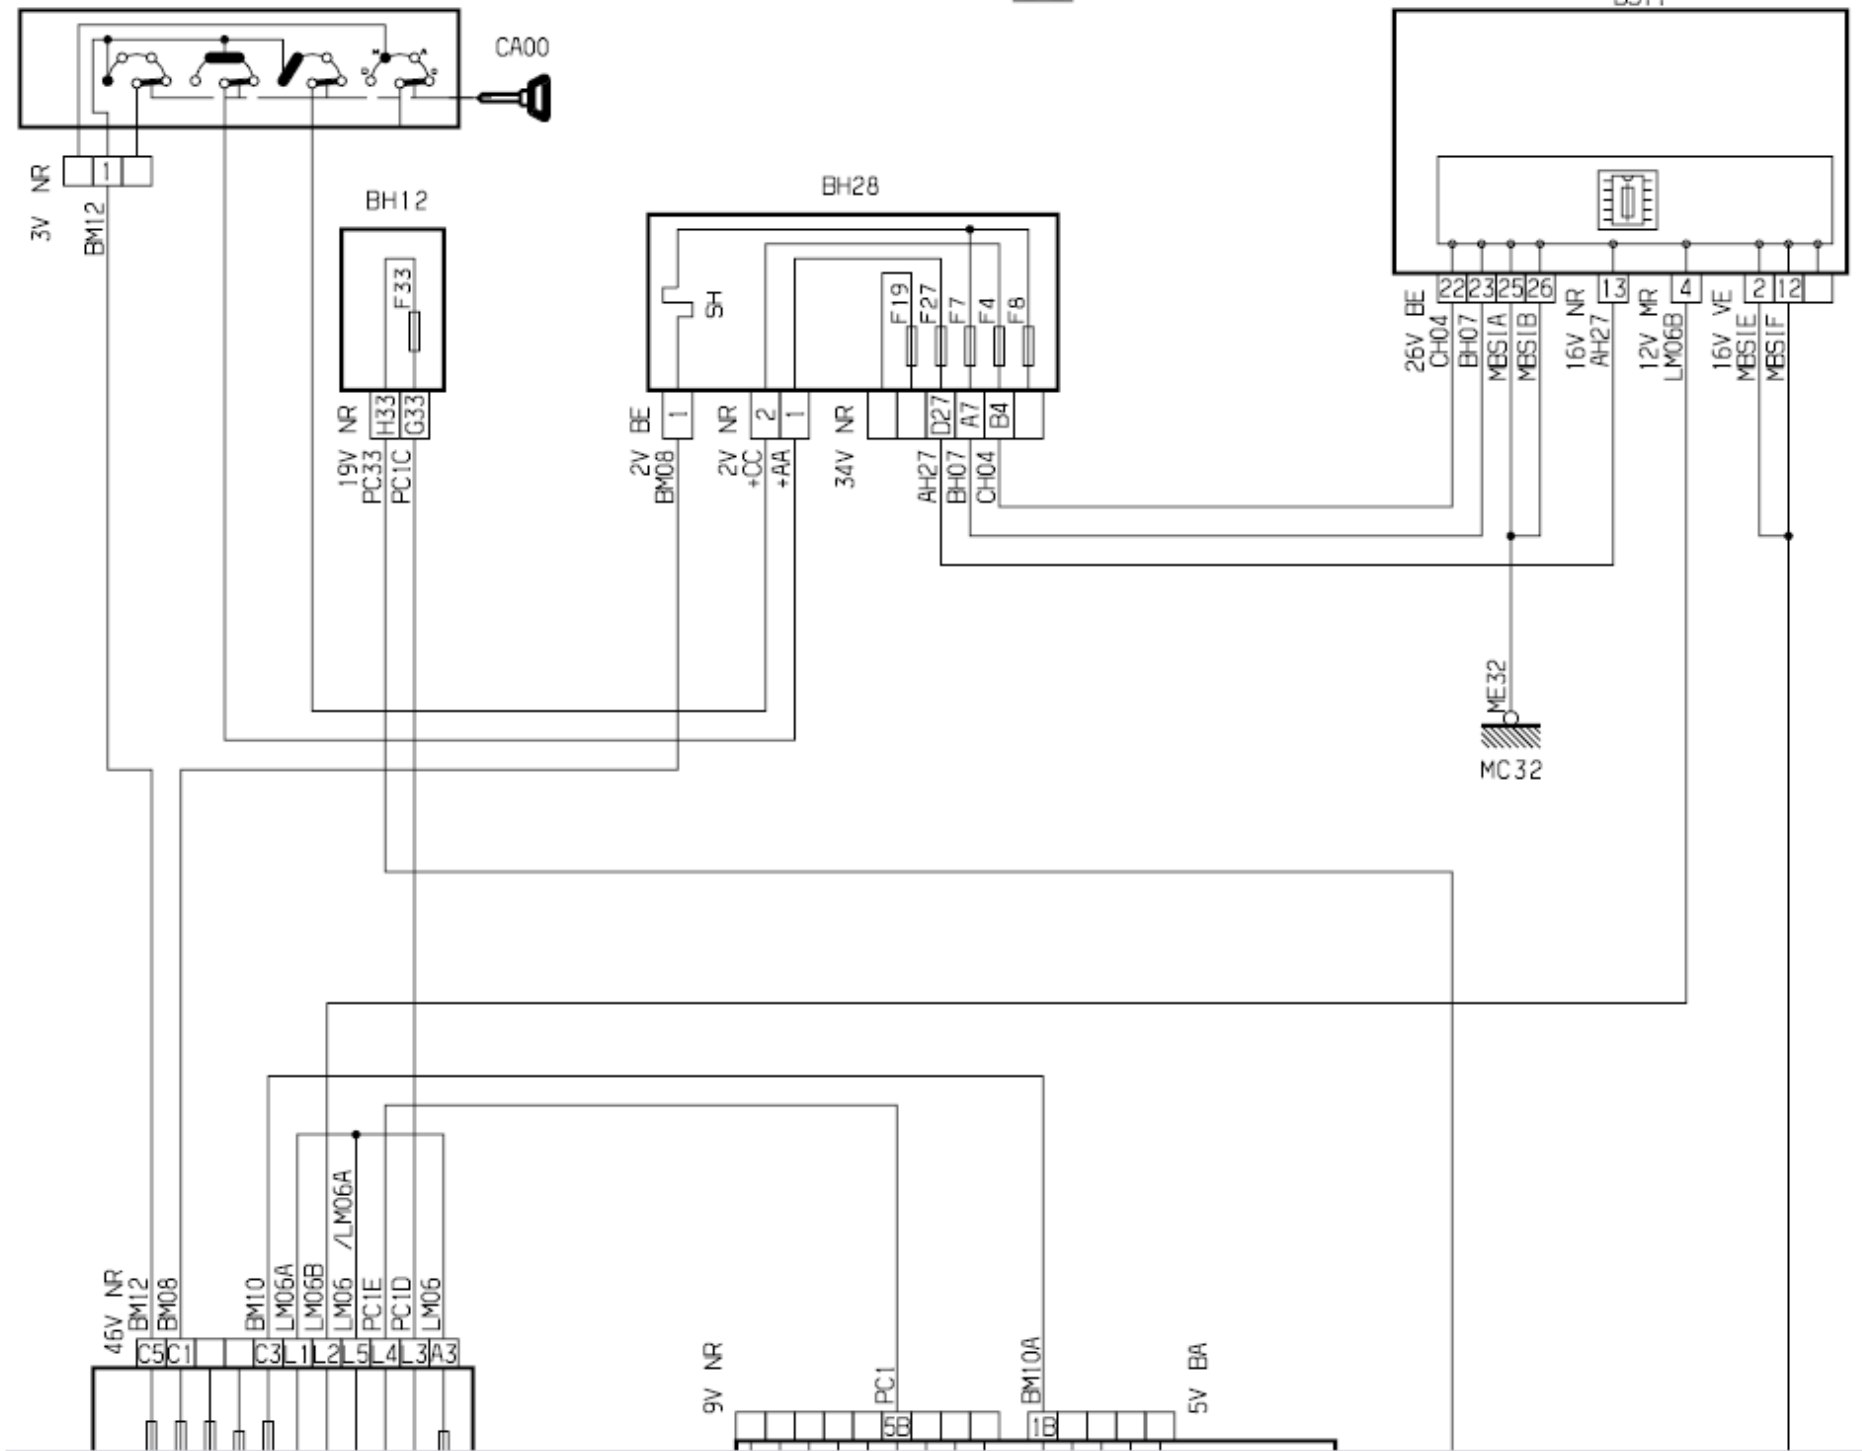 CA00
H A
D D
3V NR
1
BM12
BH12
F33
19V NR
H33
G33
PC33
PC1C
BH28
SH
F19
F27
F7
F4
F8
2V BE
1
BM08
2V NR
2
1
+CC
+AA
34V NR
D27
A7
B4
AH27
BH07
CH04
26V BE
22
23
25
26
CH04
BH07
MBSIA
MBSIB
16V NR
13
AH27
12V MR
4
LM06B
16V VE
2
12
MBSIE
MBSIF
ME32
MC32
46V NR
BM12
BM08
BM10
LM06A
LM06B
LM06
/LM06A
PC1E
PC1D
LM06
C5
C1
C3
L1
L2
L5
L4
L3
A3
9V NR
PC1
5B
BM10A
1B
5V BA